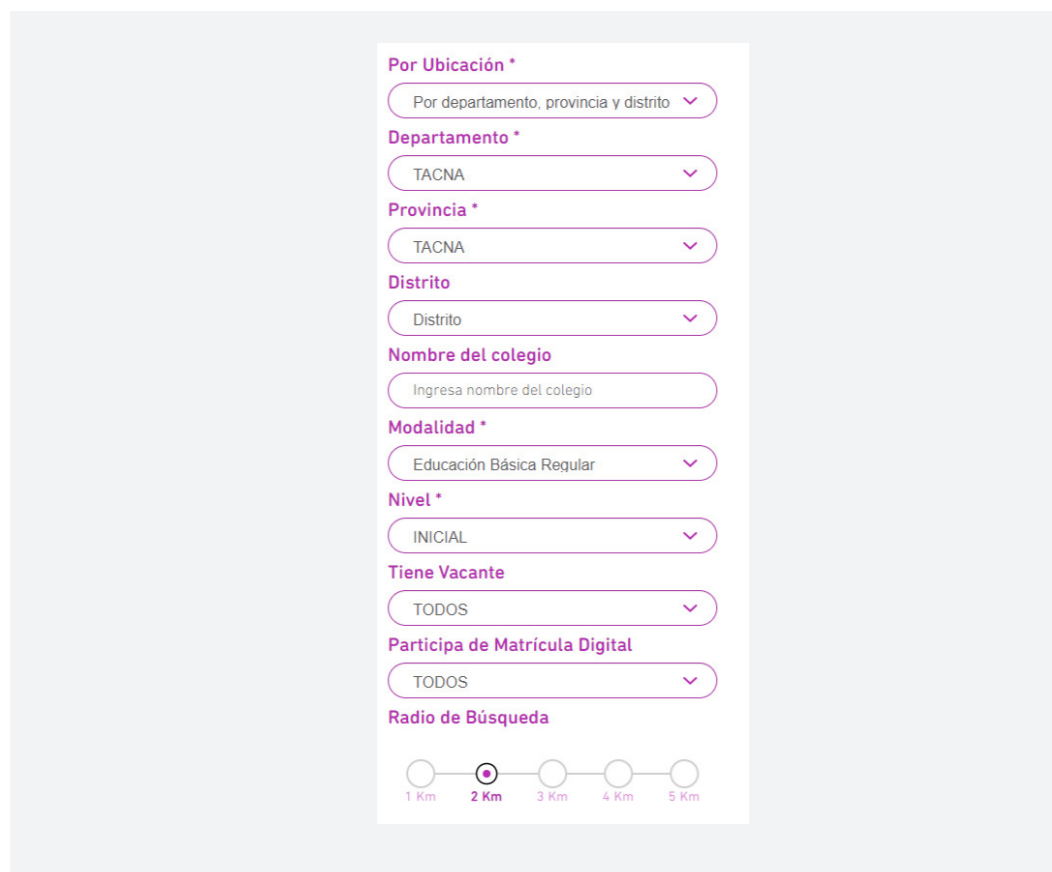 Por Ubicación *
Por departamento, provincia y distrito
Departamento *
TACNA
Provincia *
TACNA
Distrito
Distrito
Nombre del colegio
Ingresa nombre del colegio
Modalidad *
Educación Básica Regular
Nivel *
INICIAL
Tiene Vacante
TODOS
Participa de Matrícula Digital
TODOS
Radio de Búsqueda
1 Km 2 Km 3 Km 4 Km 5 Km